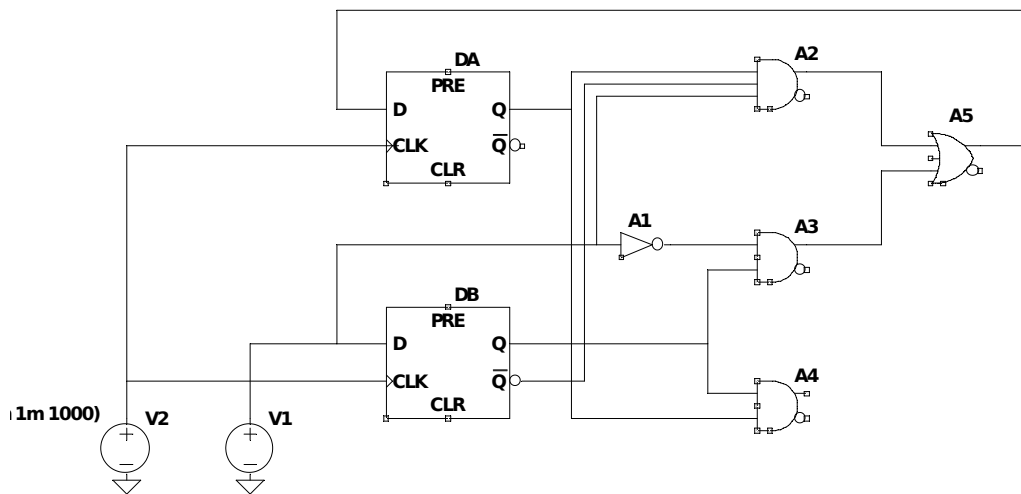 DA
PRE
D
Q
CLK
Q
CLR
A2
A5
A1
A3
DB
PRE
D
Q
CLK
Q
CLR
A4
1m 1000)
V2
V1